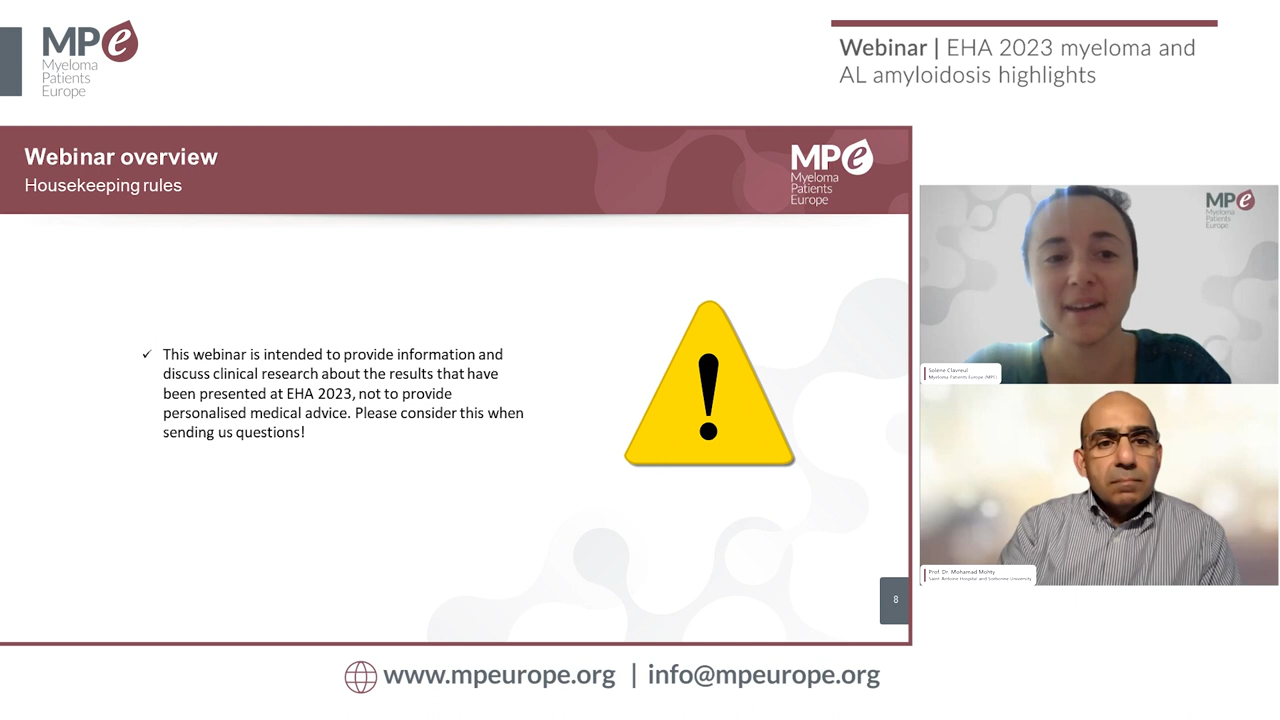 MPe
Myeloma
Patients
Europe
Webinar | EHA 2023 myeloma and
AL amyloidosis highlights
Webinar overview
Housekeeping rules
MPe
Myeloma
Patients
Europe
✓ This webinar is intended to provide information and
discuss clinical research about the results that have
been presented at EHA 2023, not to provide
personalised medical advice. Please consider this when
sending us questions!
8
MPe
Myeloma
Patients
Europe
Solène Clavreul
Myeloma Patients Europe (MPE)
Prof. Dr. Mohamad Mohty
Saint Antoine Hospital and Sorbonne University
www.mpeurope.org | info@mpeurope.org